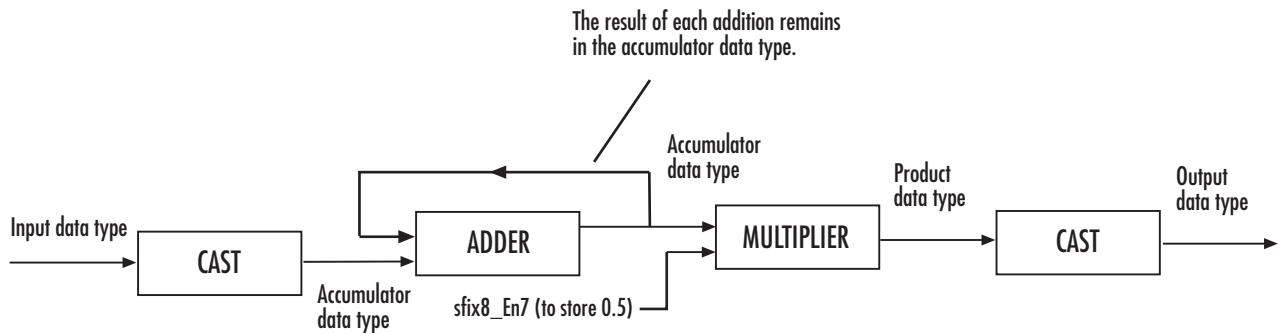 The result of each addition remains
in the accumulator data type.
Accumulator
data type
Product
data type
Output
data type
Input data type
CAST
ADDER
MULTIPLIER
CAST
Accumulator
data type
sfix8_En7 (to store 0.5)